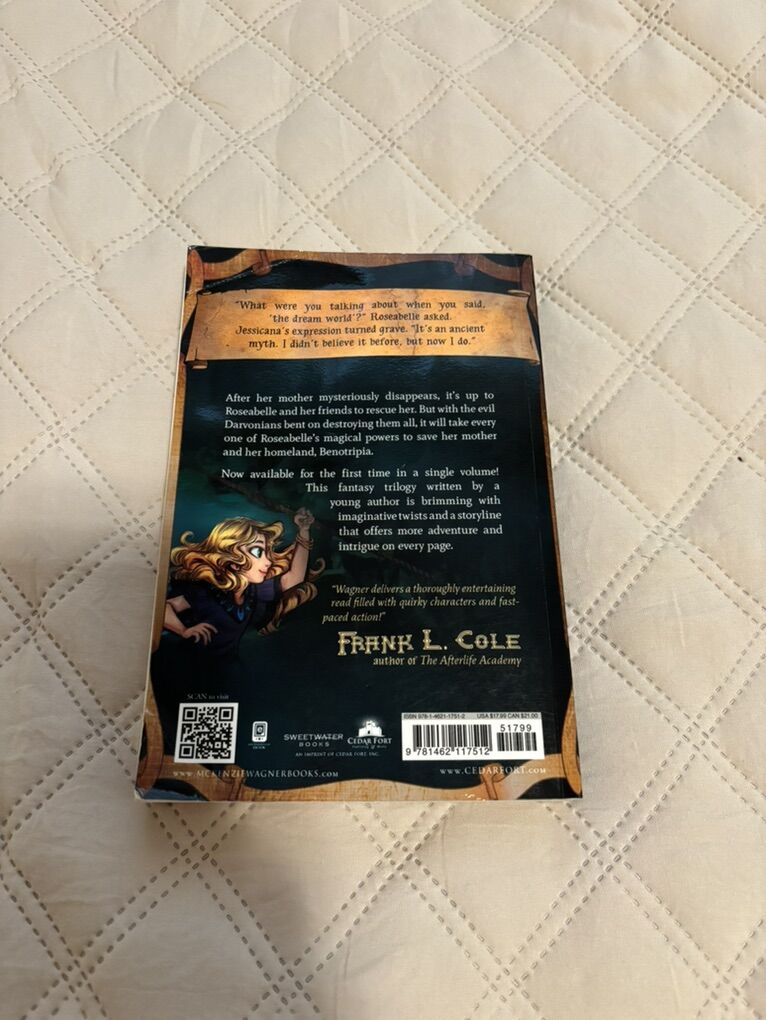 "What were you talking about when you said,
'the dream world'?" Roseabelle asked.
Jessicana's expression turned grave. "It's an ancient
myth. I didn't believe it before, but now I do."
After her mother mysteriously disappears, it's up to
Roseabelle and her friends to rescue her. But with the evil
Darvonians bent on destroying them all, it will take every
one of Roseabelle's magical powers to save her mother
and her homeland, Benotripia.
Now available for the first time in a single volume!
This fantasy trilogy written by a
young author is brimming with
imaginative twists and a storyline
that offers more adventure and
intrigue on every page.
"Wagner delivers a thoroughly entertaining
read filled with quirky characters and fast-
paced action!"
FRANK L. COLE
author of The Afterlife Academy
SCAN to visit
SWEETWATER
BOOKS
AN IMPRINT OF CEDAR FORT, INC.
CEDAR FORT
ISBN 978-1-4621-1751-2 USA $17.99 CAN $21.00
51799
9 781462 117512
WWW.MCKENZIEWAGNERBOOKS.COM
WWW.CEDARFORT.COM